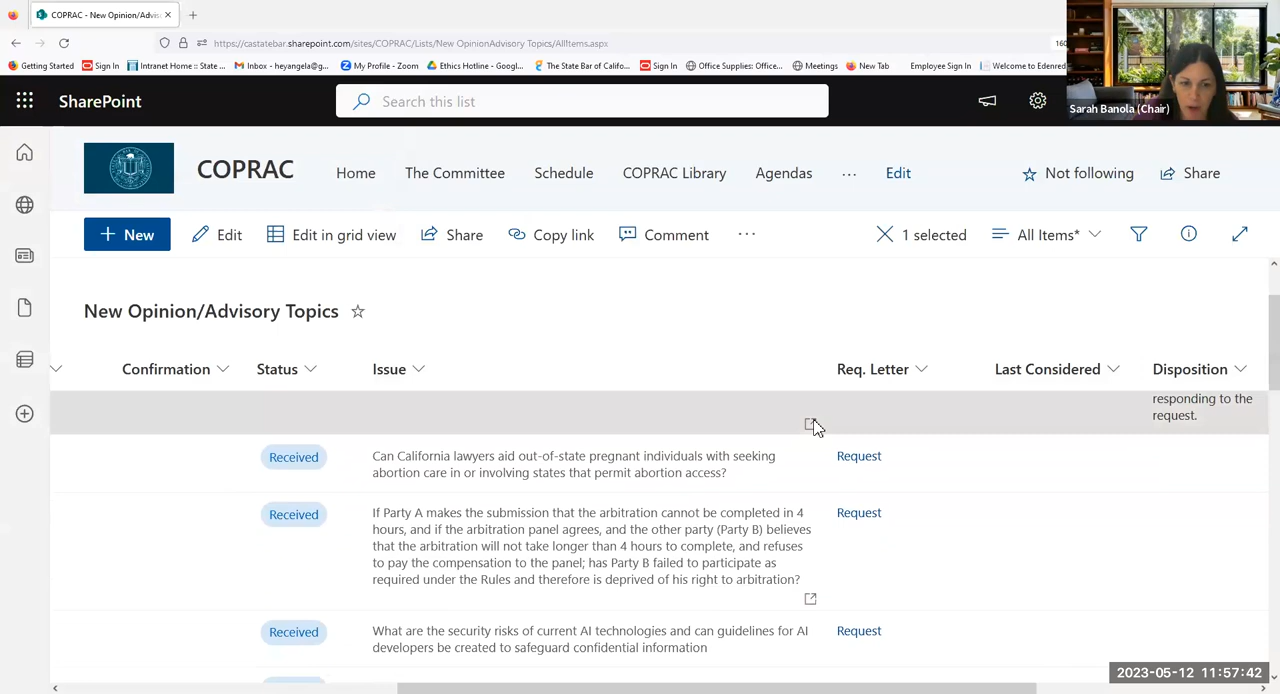 COPRAC - New Opinion/Advis
https://castatebar.sharepoint.com/sites/COPRAC/Lists/New OpinionAdvisory Topics/AllItems.aspx
160
Getting Started
Sign In
Intranet Home :: State ...
Inbox - heyangela@g...
My Profile - Zoom
Ethics Hotline - Googl...
The State Bar of Califo...
Sign In
Office Supplies: Office...
Meetings
New Tab
Employee Sign In
Welcome to Edenred
Sarah Banola (Chair)
SharePoint
Search this list
COPRAC
Home
The Committee
Schedule
COPRAC Library
Agendas
...
Edit
Not following
Share
+ New
Edit
Edit in grid view
Share
Copy link
Comment
...
1 selected
All Items*
New Opinion/Advisory Topics
Confirmation
Status
Issue
Req. Letter
Last Considered
Disposition
responding to the
request.
Received
Can California lawyers aid out-of-state pregnant individuals with seeking
abortion care in or involving states that permit abortion access?
Request
Received
If Party A makes the submission that the arbitration cannot be completed in 4
hours, and if the arbitration panel agrees, and the other party (Party B) believes
that the arbitration will not take longer than 4 hours to complete, and refuses
to pay the compensation to the panel; has Party B failed to participate as
required under the Rules and therefore is deprived of his right to arbitration?
Request
Received
What are the security risks of current AI technologies and can guidelines for AI
developers be created to safeguard confidential information
Request
2023-05-12 11:57:42